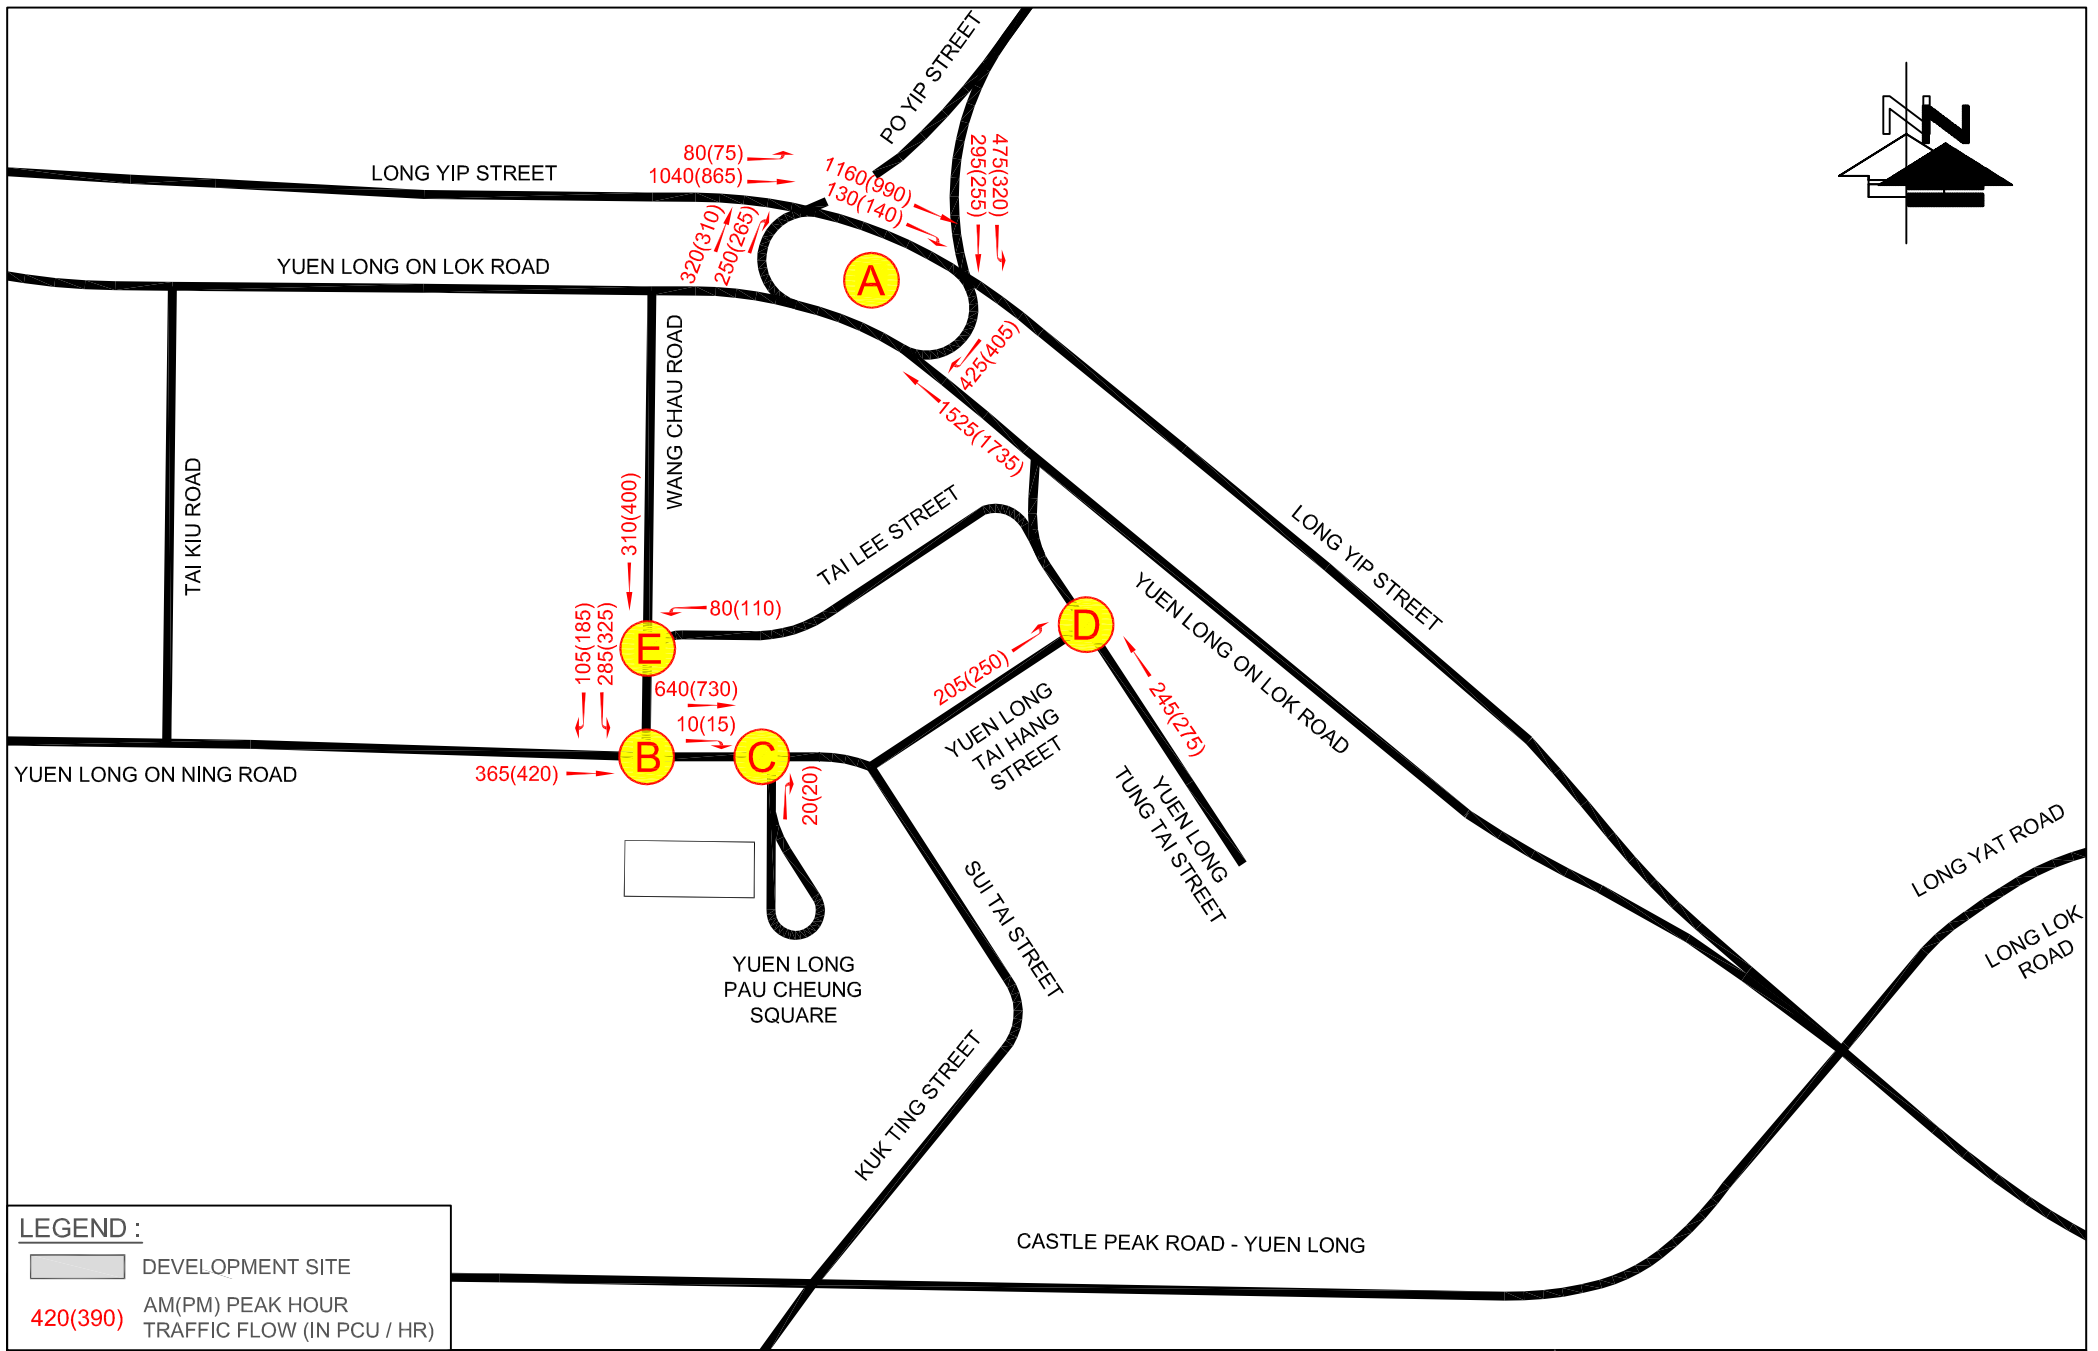 PO YIP STREET
N
N
LONG YIP STREET
80(75)
1040(865)
1160(990)
130(140)
475(320)
295(255)
320(310)
250(265)
A
YUEN LONG ON LOK ROAD
425(405)
1525(1735)
WANG CHAU ROAD
TAI KIU ROAD
310(400)
TAI LEE STREET
LONG YIP STREET
YUEN LONG ON LOK ROAD
80(110)
E
D
105(185)
285(325)
640(730)
10(15)
205(250)
245(275)
YUEN LONG
TAI HANG
STREET
YUEN LONG
TUNG TAI STREET
B
C
YUEN LONG ON NING ROAD
365(420)
20(20)
SUI TAI STREET
LONG YAT ROAD
LONG LOK
ROAD
YUEN LONG
PAU CHEUNG
SQUARE
KUK TING STREET
CASTLE PEAK ROAD - YUEN LONG
LEGEND :
DEVELOPMENT SITE
420(390)
AM(PM) PEAK HOUR
TRAFFIC FLOW (IN PCU / HR)